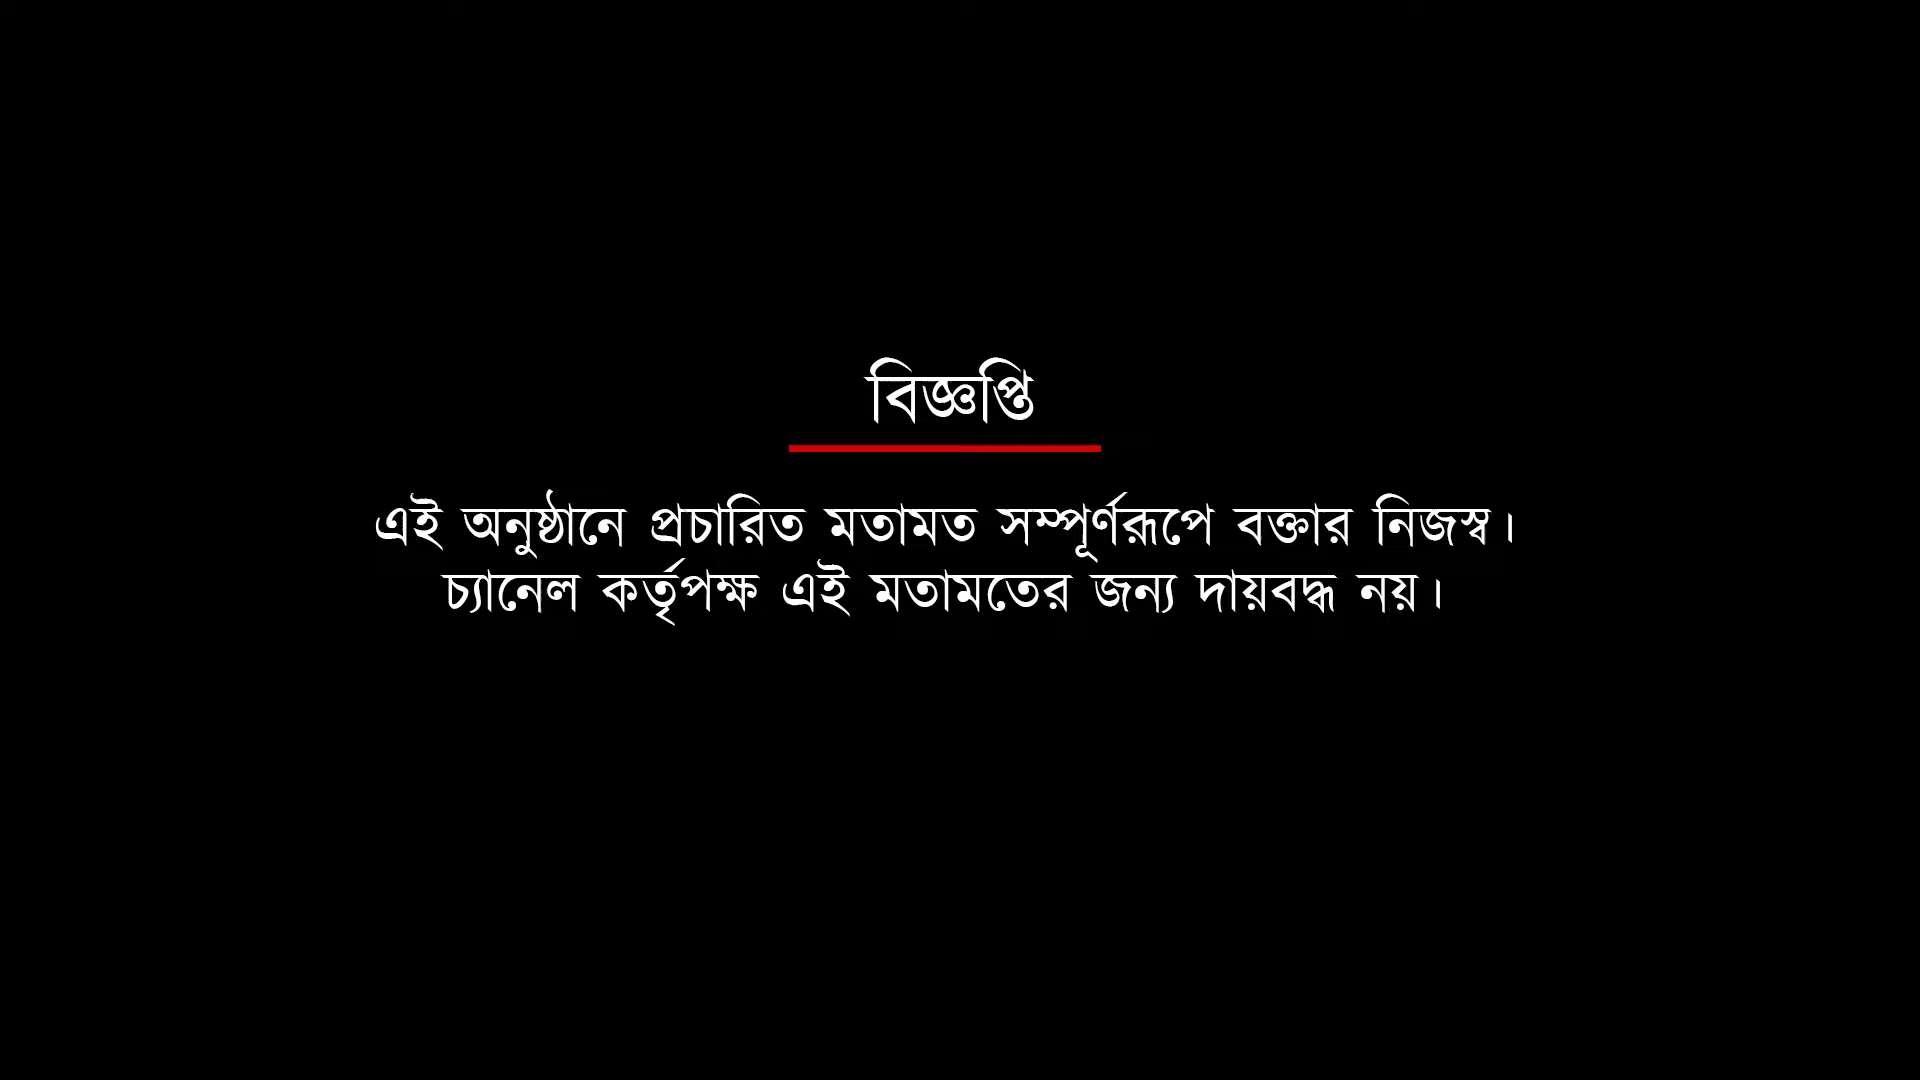 বিজ্ঞপ্তি
এই অনুষ্ঠানে প্রচারিত মতামত সম্পূর্ণরূপে বক্তার নিজস্ব।
চ্যানেল কর্তৃপক্ষ এই মতামতের জন্য দায়বদ্ধ নয়।